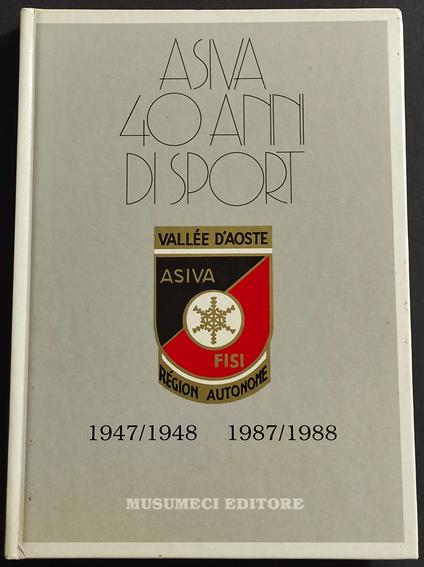 ASIVA
40 ANNI
DI SPORT
VALLÉE D'AOSTE
ASIVA
FISI
RÉGION AUTONOME
1947/1948 1987/1988
MUSUMECI EDITORE